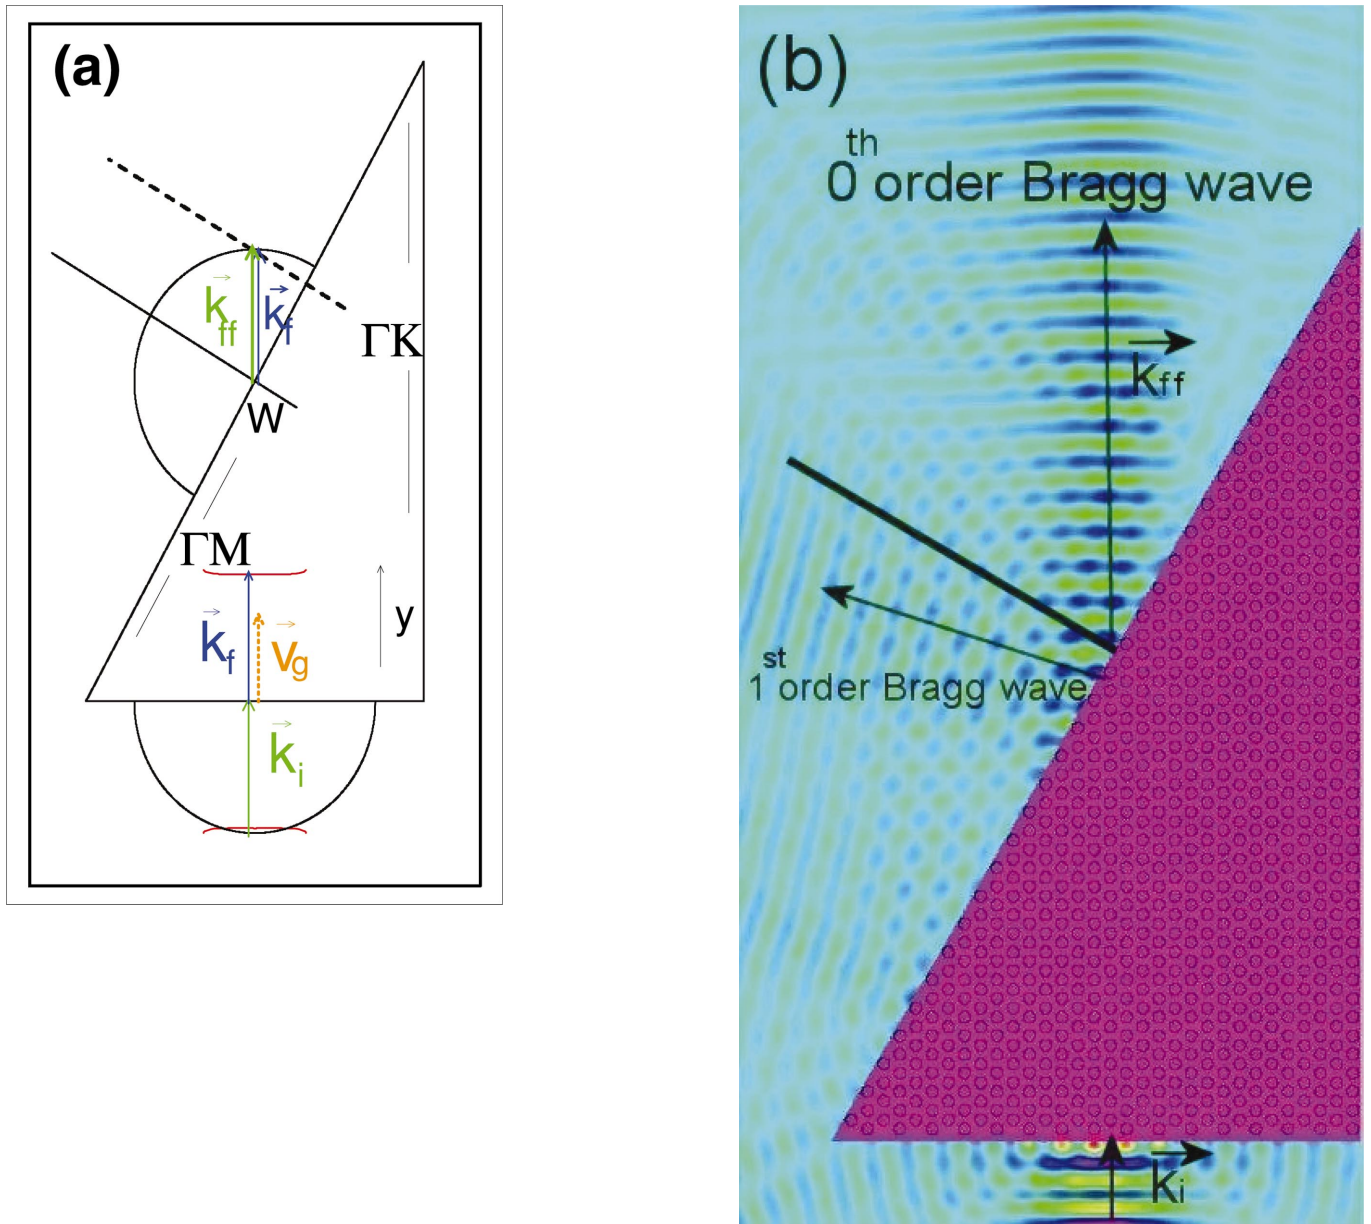 (a)
k⃗ff k⃗f
ΓK
W
ΓM
k⃗f v⃗g y
k⃗i
(b)
0th order Bragg wave
k⃗ff
1st order Bragg wave
k⃗i